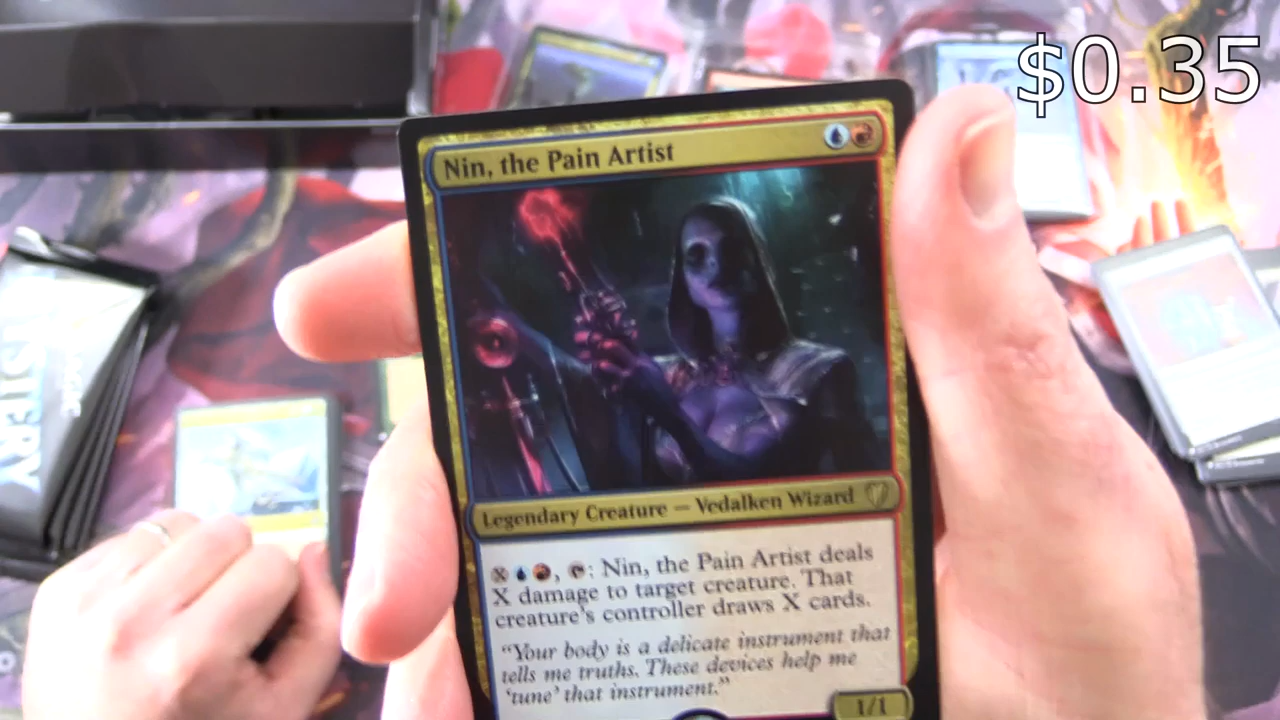 $0.35
Nin, the Pain Artist
Legendary Creature — Vedalken Wizard
X, : Nin, the Pain Artist deals
X damage to target creature. That
creature's controller draws X cards.
"Your body is a delicate instrument that
tells me truths. These devices help me
'tune' that instrument."
1/1